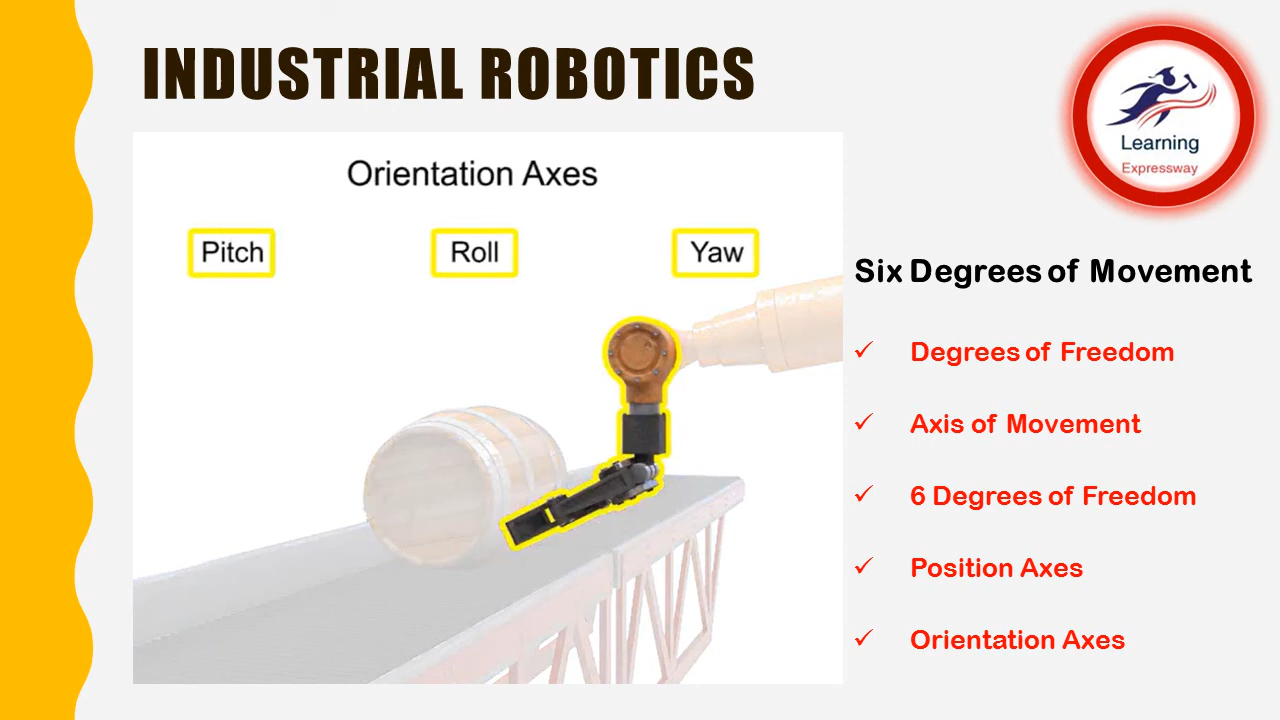 INDUSTRIAL ROBOTICS
Learning
Expressway
Orientation Axes
Pitch
Roll
Yaw
Six Degrees of Movement
Degrees of Freedom
Axis of Movement
6 Degrees of Freedom
Position Axes
Orientation Axes